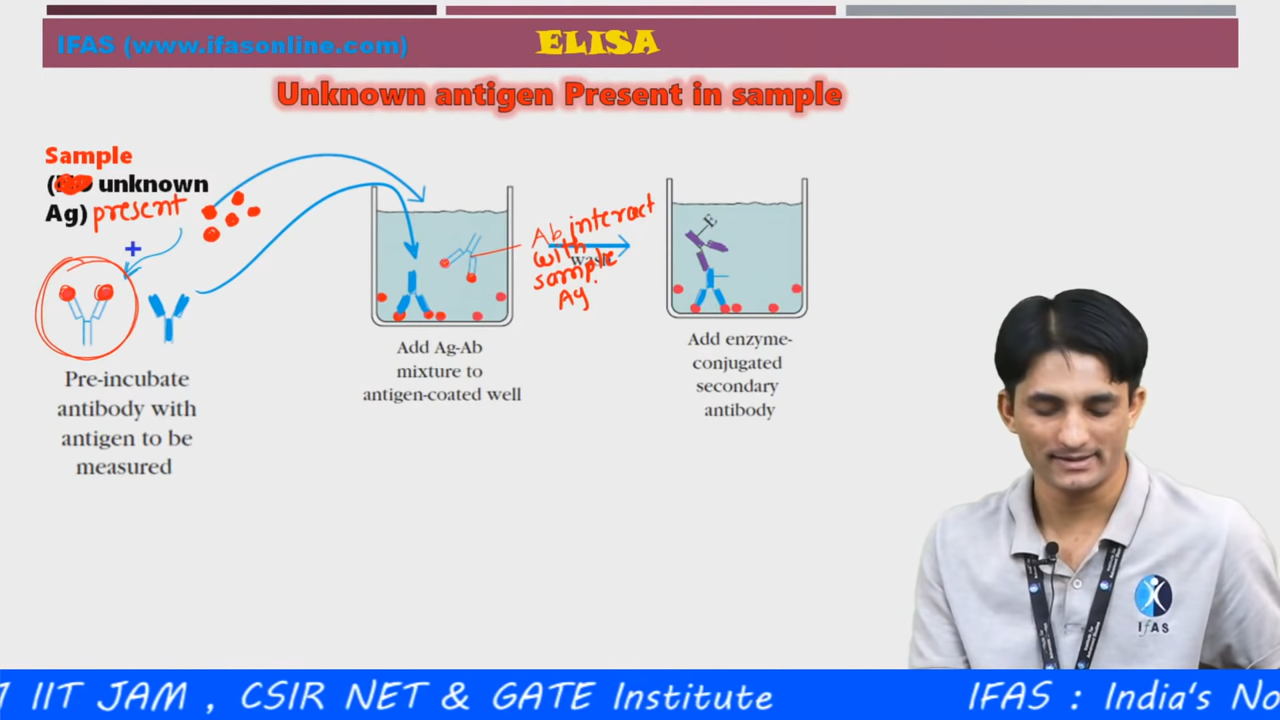 IFAS (www.ifasonline.com)
ELISA
Unknown antigen Present in sample
Sample
( unknown
Ag) present
+
Pre-incubate
antibody with
antigen to be
measured
Add Ag-Ab
mixture to
antigen-coated well
Ab interact
with
wash
sample
Ag.
E
Add enzyme-
conjugated
secondary
antibody
IFAS
IIT JAM , CSIR NET & GATE Institute
IFAS : India's No